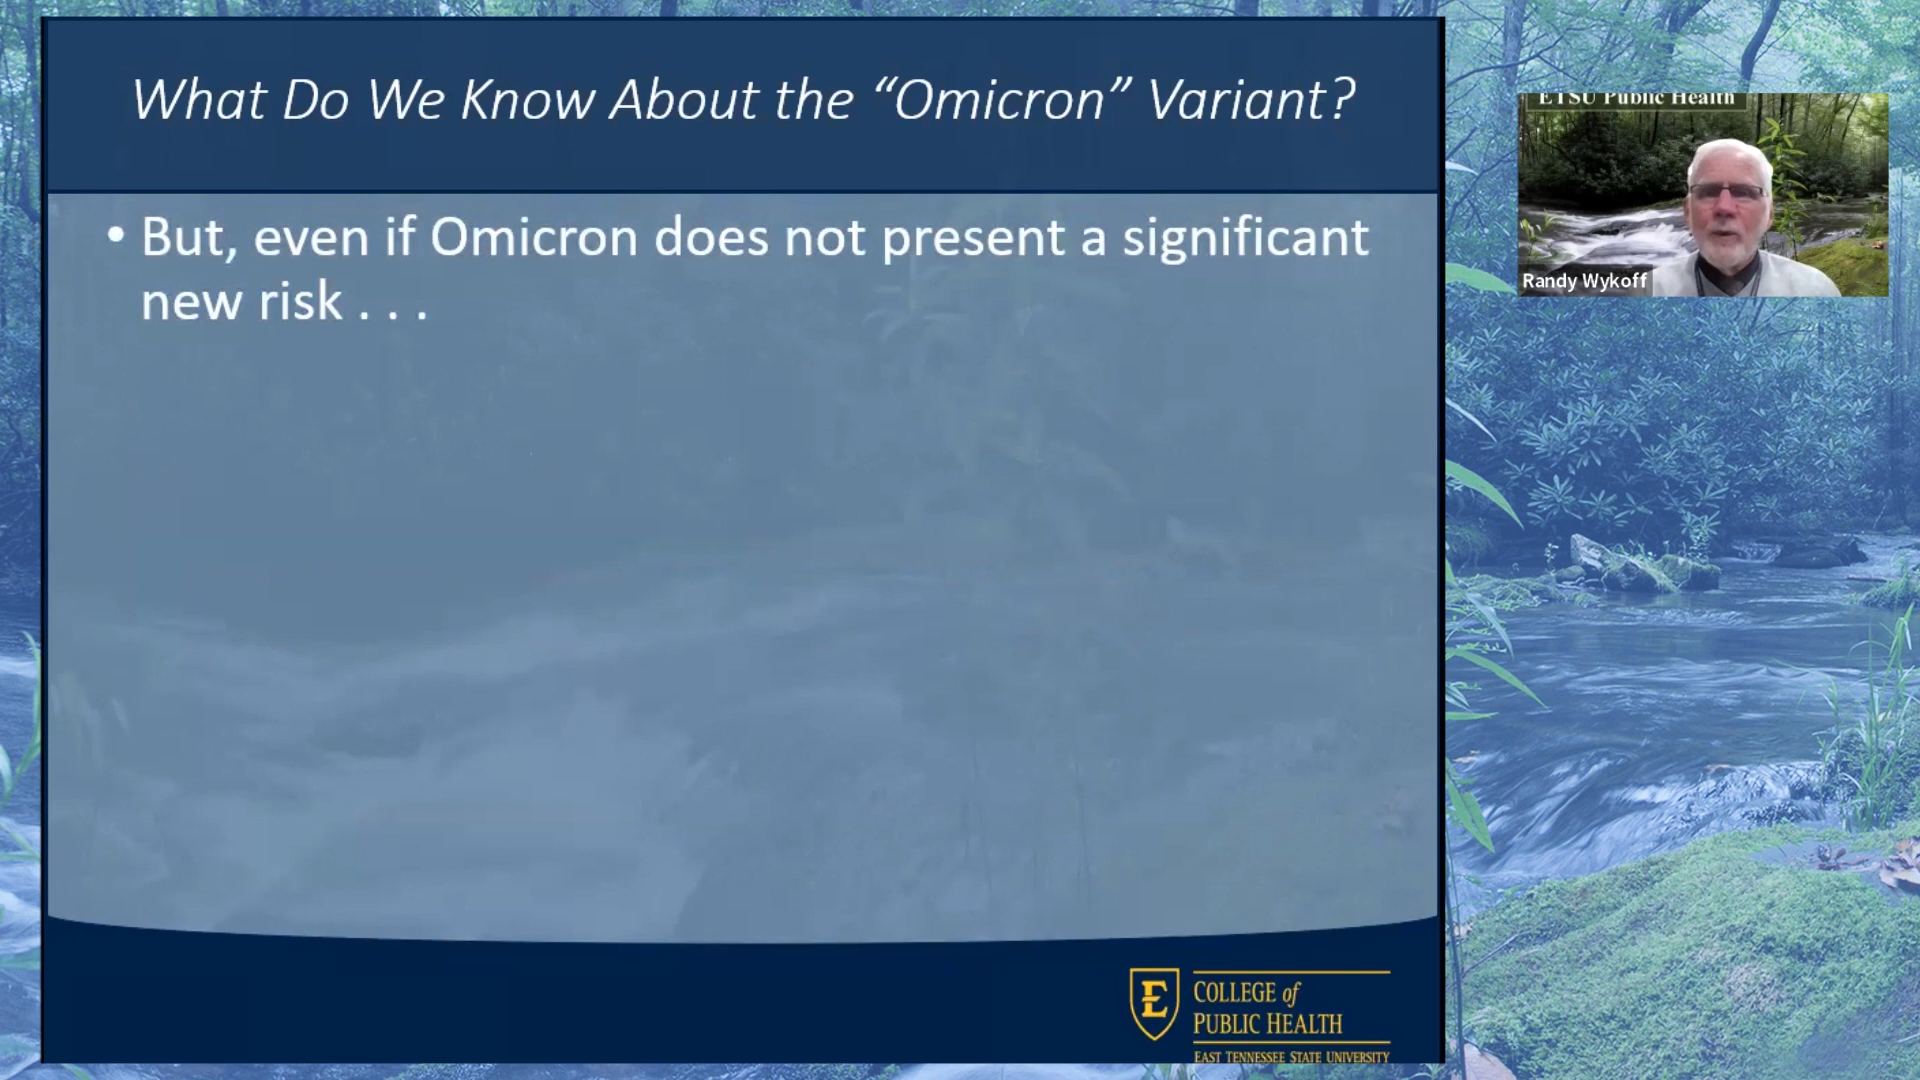 What Do We Know About the “Omicron” Variant?
• But, even if Omicron does not present a significant
new risk . . .
ETSU Public Health
Randy Wykoff
E
COLLEGE of
PUBLIC HEALTH
EAST TENNESSEE STATE UNIVERSITY